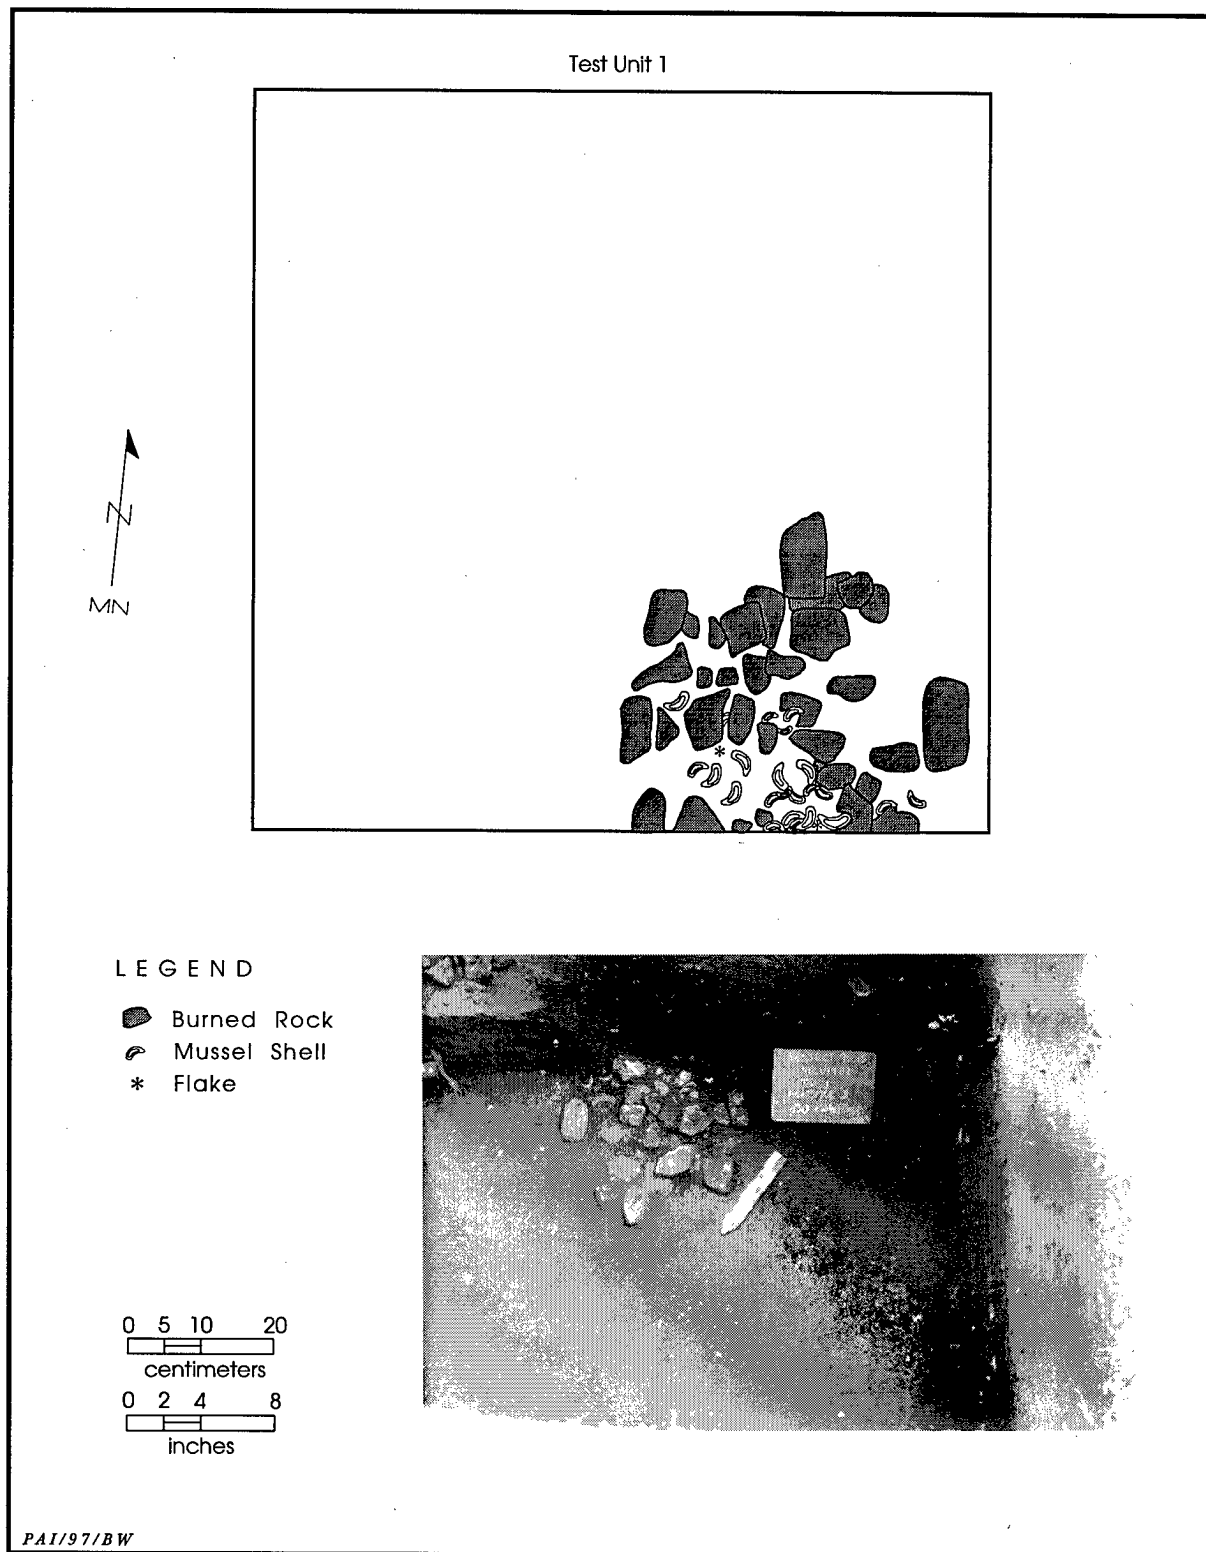 Test Unit 1
N
MN
*
L E G E N D
Burned Rock
Mussel Shell
* Flake
0 5 10 20
centimeters
0 2 4 8
inches
PAI/97/BW